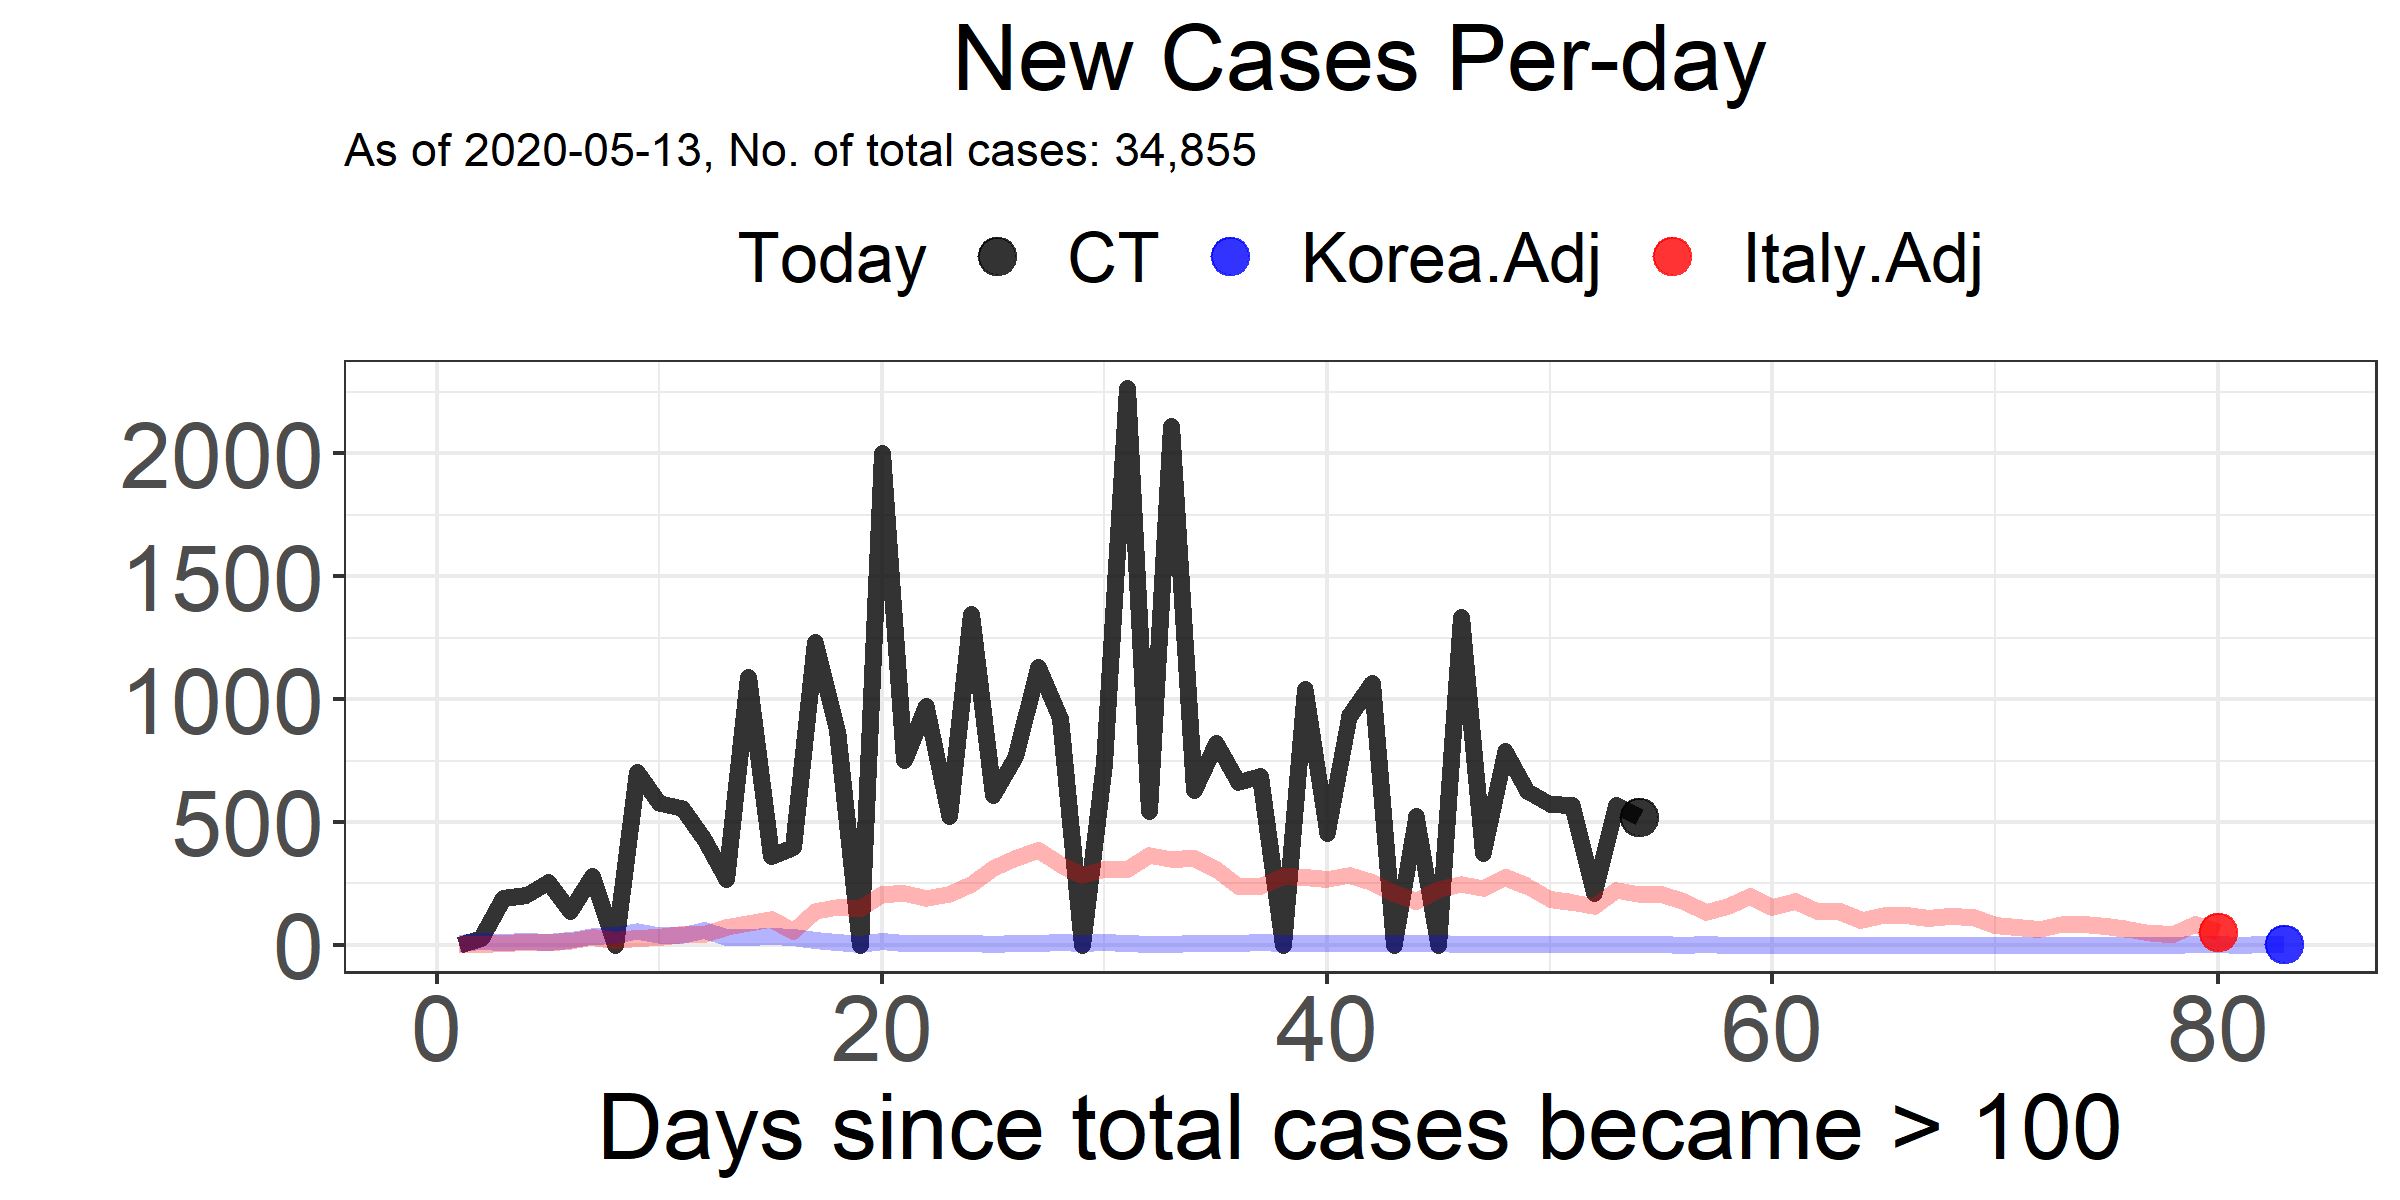 New Cases Per-day
As of 2020-05-13, No. of total cases: 34,855
Today CT Korea.Adj Italy.Adj
2000
1500
1000
500
0
0 20 40 60 80
Days since total cases became > 100